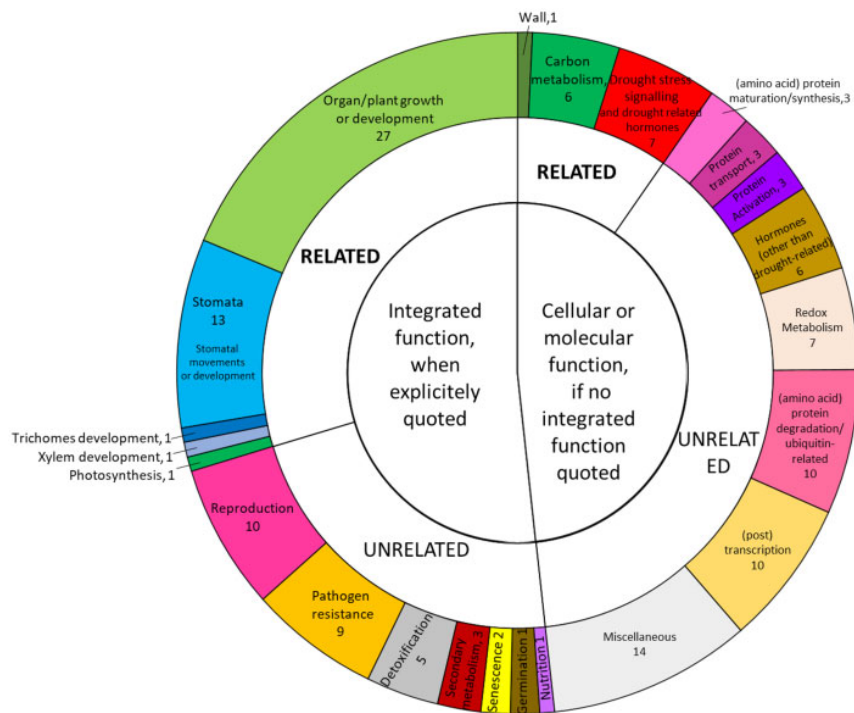 Wall,1
Carbon
metabolism,
6
Drought stress
signalling
and drought related
hormones
7
(amino acid) protein
maturation/synthesis,3
Protein
transport, 3
Protein
Activation, 3
Hormones
(other than
drought-related)
6
Redox
Metabolism
7
(amino acid)
protein
degradation/
ubiquitin-
related
10
(post)
transcription
10
Miscellaneous
14
Nutrition 1
Germination 1
Senescence 2
Secondary
metabolism, 3
Detoxification
5
Pathogen
resistance
9
Reproduction
10
Photosynthesis,1
Xylem development, 1
Trichomes development, 1
Stomata
13
Stomatal
movements
or development
Organ/plant growth
or development
27
RELATED
RELATED
UNRELAT
ED
UNRELATED
Integrated
function,
when
explicitely
quoted
Cellular or
molecular
function,
if no
integrated
function
quoted